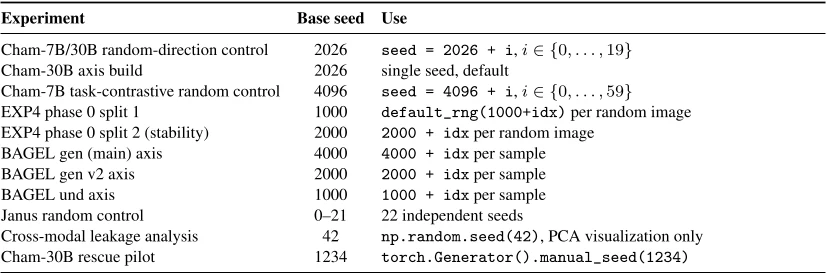 Experiment Base seed Use
Cham-7B/30B random-direction control 2026 seed = 2026 + i, i ∈ {0, . . . , 19}
Cham-30B axis build 2026 single seed, default
Cham-7B task-contrastive random control 4096 seed = 4096 + i, i ∈ {0, . . . , 59}
EXP4 phase 0 split 1 1000 default_rng(1000+idx) per random image
EXP4 phase 0 split 2 (stability) 2000 2000 + idx per random image
BAGEL gen (main) axis 4000 4000 + idx per sample
BAGEL gen v2 axis 2000 2000 + idx per sample
BAGEL und axis 1000 1000 + idx per sample
Janus random control 0–21 22 independent seeds
Cross-modal leakage analysis 42 np.random.seed(42), PCA visualization only
Cham-30B rescue pilot 1234 torch.Generator().manual_seed(1234)